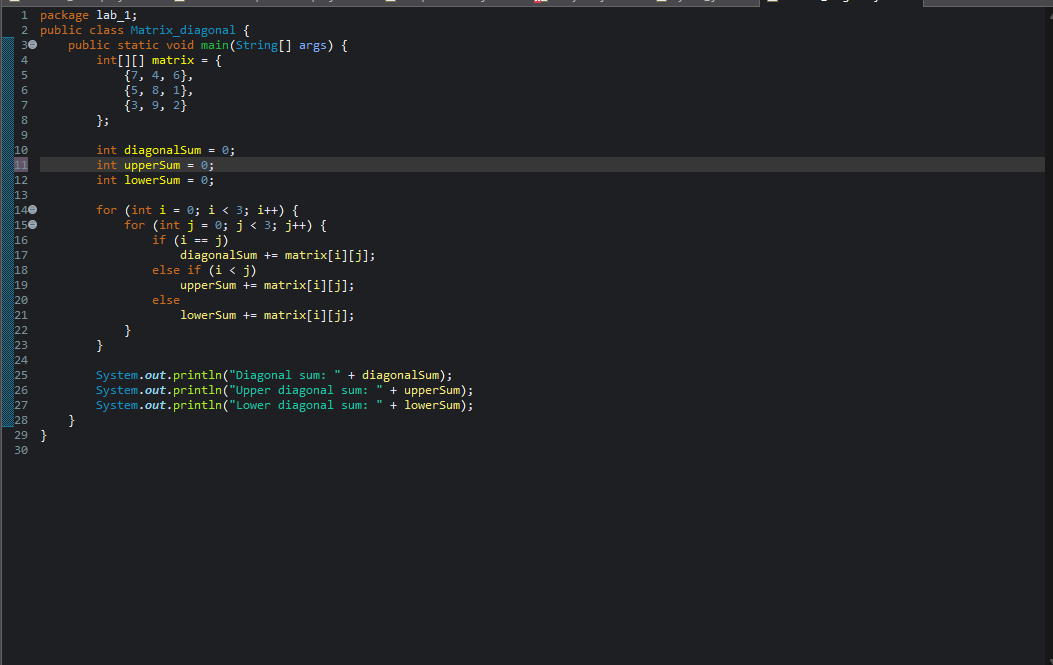 1 package lab_1;
2 public class Matrix_diagonal {
3 public static void main(String[] args) {
4 int[][] matrix = {
5 {7, 4, 6},
6 {5, 8, 1},
7 {3, 9, 2}
8 };
9
10 int diagonalSum = 0;
11 int upperSum = 0;
12 int lowerSum = 0;
13
14 for (int i = 0; i < 3; i++) {
15 for (int j = 0; j < 3; j++) {
16 if (i == j)
17 diagonalSum += matrix[i][j];
18 else if (i < j)
19 upperSum += matrix[i][j];
20 else
21 lowerSum += matrix[i][j];
22 }
23 }
24
25 System.out.println("Diagonal sum: " + diagonalSum);
26 System.out.println("Upper diagonal sum: " + upperSum);
27 System.out.println("Lower diagonal sum: " + lowerSum);
28 }
29 }
30